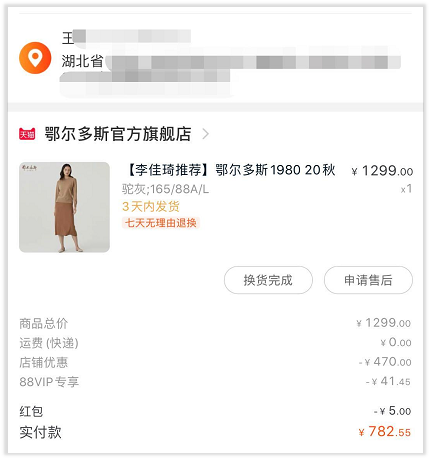 王
湖北省
天猫 鄂尔多斯官方旗舰店
【李佳琦推荐】鄂尔多斯1980 20秋 ¥1299.00
驼灰;165/88A/L x1
3天内发货
七天无理由退换
换货完成 申请售后
商品总价 ¥1299.00
运费(快递) ¥0.00
店铺优惠 -¥470.00
88VIP专享 -¥41.45
红包 -¥5.00
实付款 ¥782.55